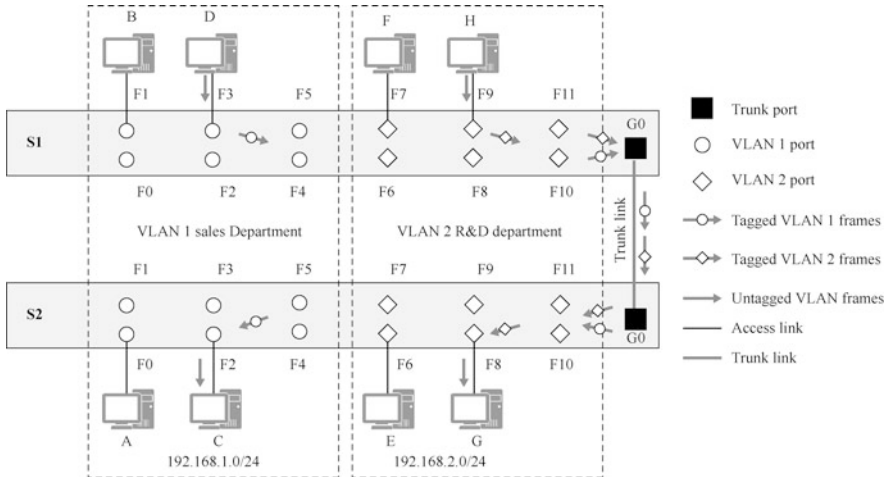 B D F H
F1 F3 F5 F7 F9 F11 G0
S1
F0 F2 F4 F6 F8 F10
VLAN 1 sales Department
VLAN 2 R&D department
Trunk link
F1 F3 F5 F7 F9 F11
S2
F0 F2 F4 F6 F8 F10 G0
A C E G
192.168.1.0/24
192.168.2.0/24
Trunk port
VLAN 1 port
VLAN 2 port
Tagged VLAN 1 frames
Tagged VLAN 2 frames
Untagged VLAN frames
Access link
Trunk link